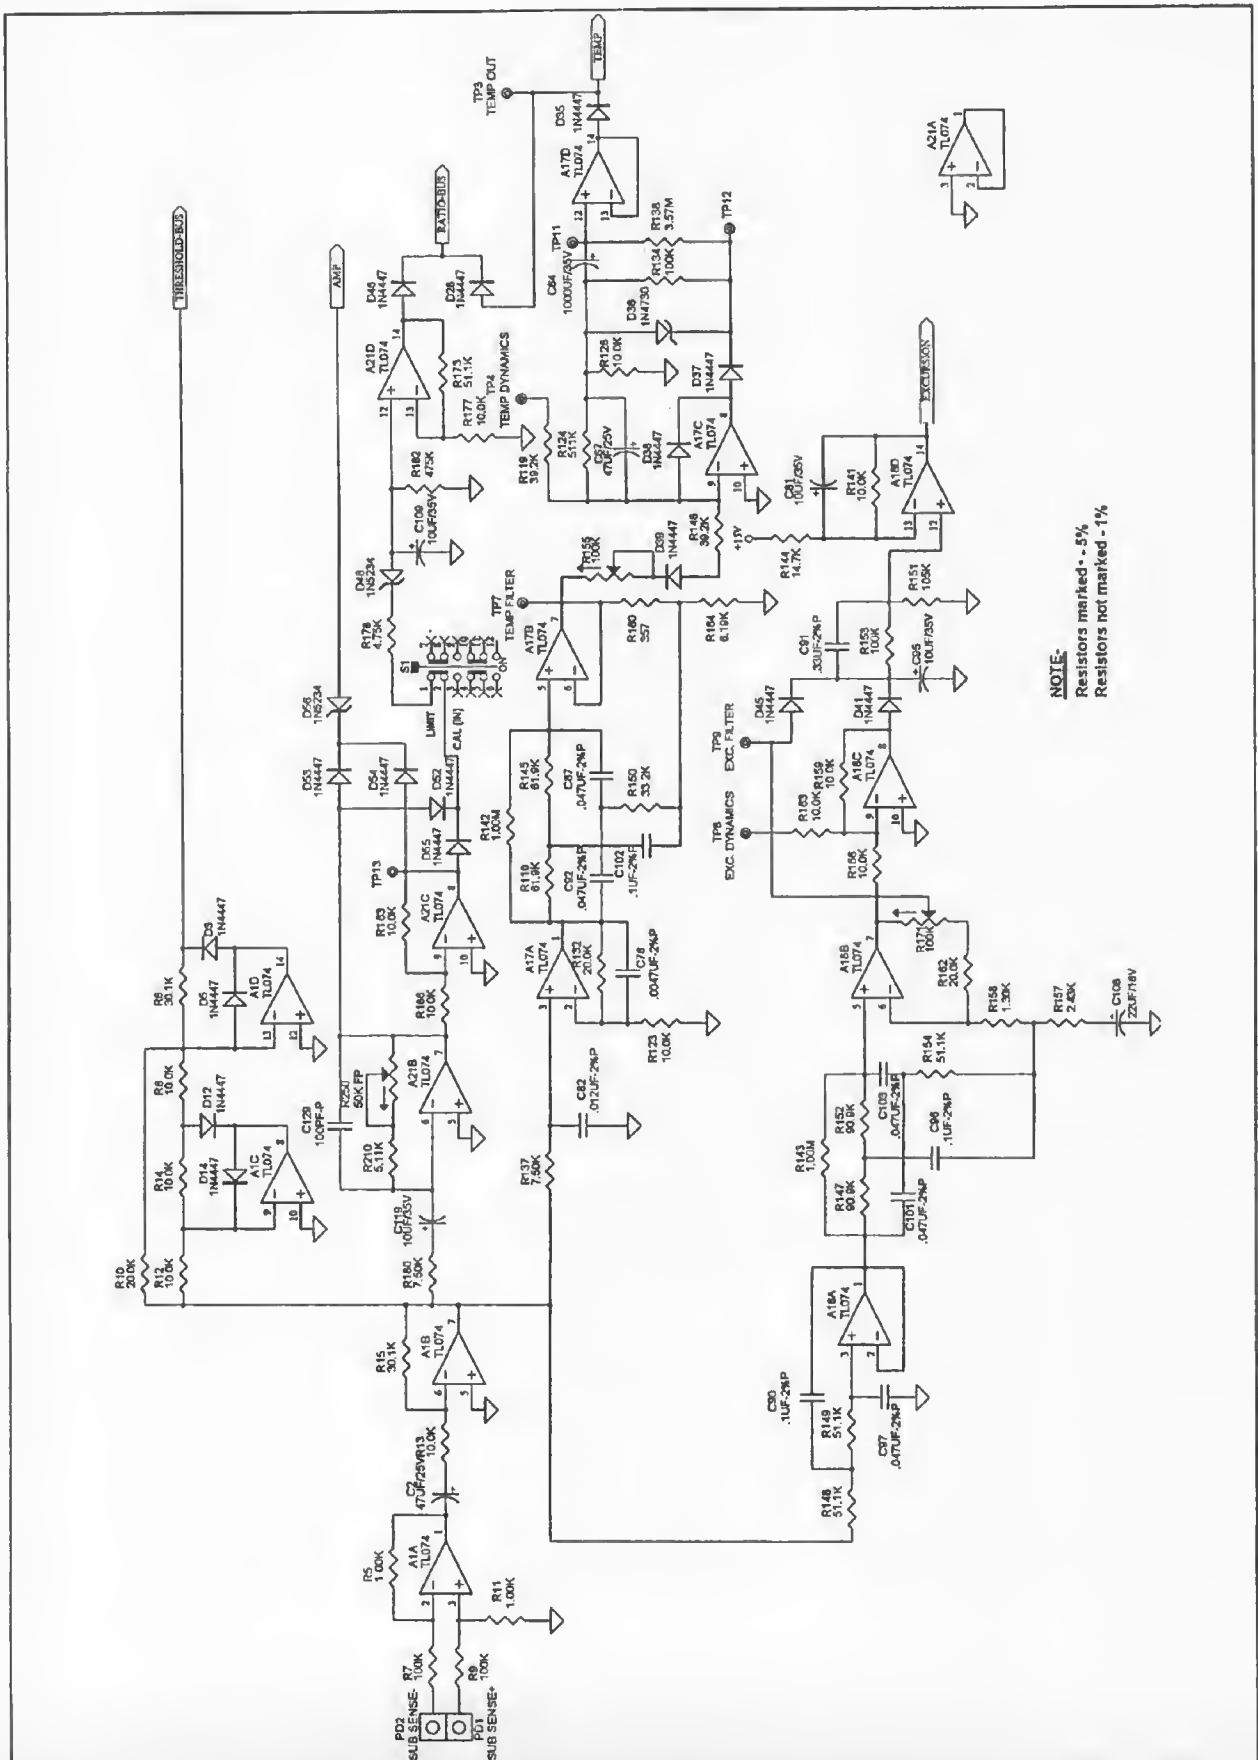 PD2
SUB SENSE-
PD1
SUB SENSE+
R7
100K
R9
100K
R5
1.00K
A1A
TL074
R11
1.00K
C2
47UF/25V
R13
10.0K
R15
30.1K
A1B
TL074
R10
20.0K
R12
10.0K
R14
10.0K
D14
1N4447
A1C
TL074
D12
1N4447
R8
10.0K
R6
30.1K
D5
1N4447
A1D
TL074
D3
1N4447
THRESHOLD-BUS
R180
7.50K
C119
10UF/35V
R210
5.11K
C129
100PF-P
R250
50K FP
A21B
TL074
R186
10.0K
R183
10.0K
A21C
TL074
TP13
D55
1N4447
D52
1N4447
D54
1N4447
D53
1N4447
D56
1N5234
AMP
LIMIT
CAL (IN)
S1
ON
R178
4.75K
D48
1N5234
C109
10UF/35V
R182
475K
A21D
TL074
R177
10.0K
R173
51.1K
D46
1N4447
D26
1N4447
RATIO-BUS
R137
7.50K
C82
.012UF-2%P
A17A
TL074
R123
10.0K
R132
20.0K
C78
.0047UF-2%P
R142
1.00M
R110
61.9K
R145
61.9K
C92
.047UF-2%P
C102
.1UF-2%P
C87
.047UF-2%P
R150
33.2K
A17B
TL074
TP7
TEMP FILTER
R160
357
R164
6.19K
R155
100K
D39
1N4447
R146
39.2K
R119
39.2K
TP4
TEMP DYNAMICS
R124
511K
C57
47UF/25V
D38
1N4447
A17C
TL074
D37
1N4447
R126
10.0K
D36
1N4730
C64
1000UF/35V
R134
100K
R138
3.57M
TP11
TP12
A17D
TL074
D35
1N4447
TP3
TEMP OUT
TEMP
R148
51.1K
R149
51.1K
C90
.1UF-2%P
C97
.047UF-2%P
A18A
TL074
R143
1.00M
R147
90.9K
R152
90.9K
C101
.047UF-2%P
C96
.1UF-2%P
C103
.047UF-2%P
R154
51.1K
A18B
TL074
R158
1.30K
R157
2.43K
C108
22UF/16V
R162
20.0K
R171
100K
R166
10.0K
R163
10.0K
R159
10.0K
A18C
TL074
TP8
EXC. DYNAMICS
TP9
EXC. FILTER
D45
1N4447
D41
1N4447
C91
.33UF-2%P
R153
100K
C95
10UF/35V
R151
105K
+15V
R144
14.7K
C81
10UF/35V
R141
10.0K
A18D
TL074
EXCURSION
A21A
TL074
NOTE-
Resistors marked - - 5%
Resistors not marked - 1%